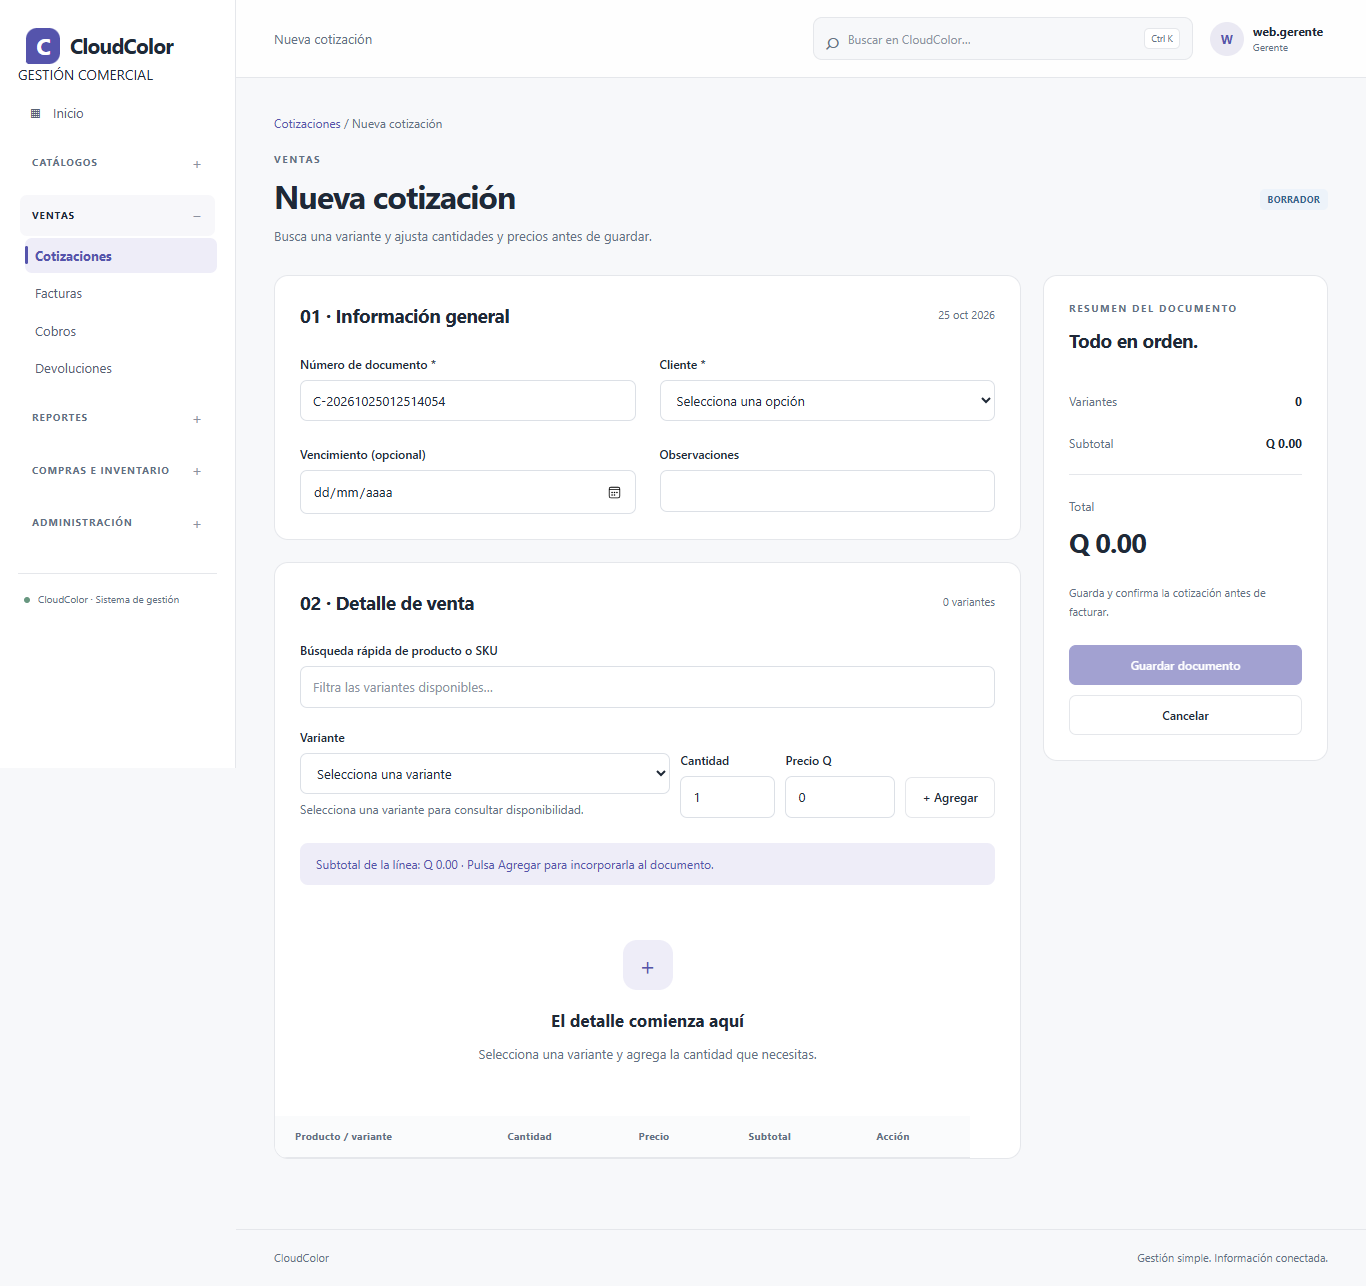 C CloudColor
GESTIÓN COMERCIAL
Inicio
CATÁLOGOS +
VENTAS −
Cotizaciones
Facturas
Cobros
Devoluciones
REPORTES +
COMPRAS E INVENTARIO +
ADMINISTRACIÓN +
CloudColor · Sistema de gestión
Nueva cotización
Buscar en CloudColor... Ctrl K
W web.gerente
Gerente
Cotizaciones / Nueva cotización
VENTAS
Nueva cotización
BORRADOR
Busca una variante y ajusta cantidades y precios antes de guardar.
01 · Información general
25 oct 2026
Número de documento *
C-20261025012514054
Cliente *
Selecciona una opción
Vencimiento (opcional)
dd/mm/aaaa
Observaciones
02 · Detalle de venta
0 variantes
Búsqueda rápida de producto o SKU
Filtra las variantes disponibles...
Variante
Selecciona una variante
Selecciona una variante para consultar disponibilidad.
Cantidad
1
Precio Q
0
+ Agregar
Subtotal de la línea: Q 0.00 · Pulsa Agregar para incorporarla al documento.
+
El detalle comienza aquí
Selecciona una variante y agrega la cantidad que necesitas.
Producto / variante Cantidad Precio Subtotal Acción
RESUMEN DEL DOCUMENTO
Todo en orden.
Variantes 0
Subtotal Q 0.00
Total
Q 0.00
Guarda y confirma la cotización antes de
facturar.
Guardar documento
Cancelar
CloudColor
Gestión simple. Información conectada.